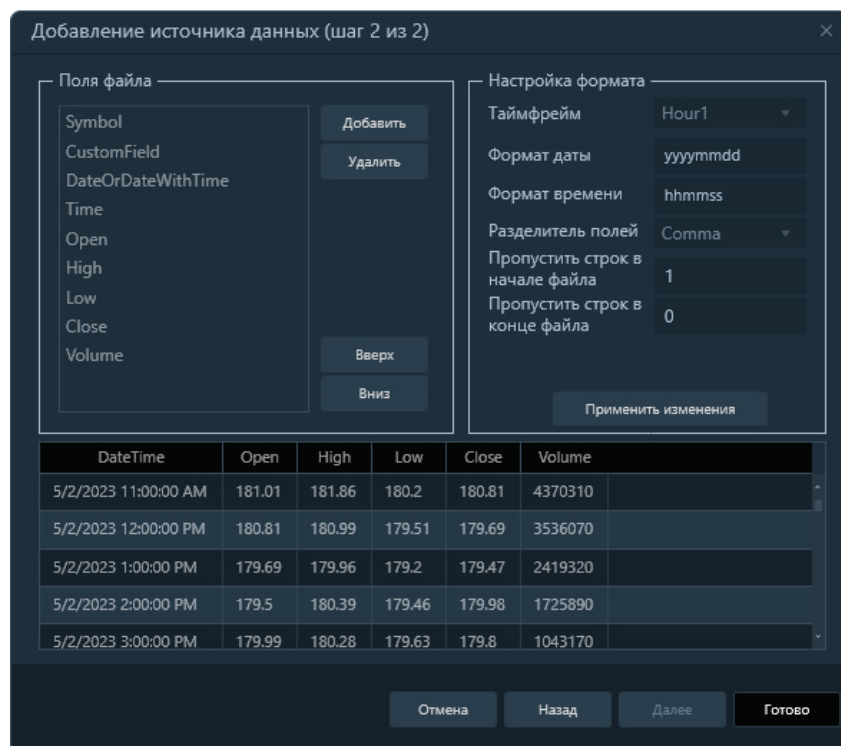 Добавление источника данных (шаг 2 из 2)
Поля файла
Symbol
CustomField
DateOrDateWithTime
Time
Open
High
Low
Close
Volume
Добавить
Удалить
Вверх
Вниз
Настройка формата
Таймфрейм Hour1
Формат даты yyyymmdd
Формат времени hhmmss
Разделитель полей Comma
Пропустить строк в
начале файла 1
Пропустить строк в
конце файла 0
Применить изменения
DateTime Open High Low Close Volume
5/2/2023 11:00:00 AM 181.01 181.86 180.2 180.81 4370310
5/2/2023 12:00:00 PM 180.81 180.99 179.51 179.69 3536070
5/2/2023 1:00:00 PM 179.69 179.96 179.2 179.47 2419320
5/2/2023 2:00:00 PM 179.5 180.39 179.46 179.98 1725890
5/2/2023 3:00:00 PM 179.99 180.28 179.63 179.8 1043170
Отмена Назад Далее Готово